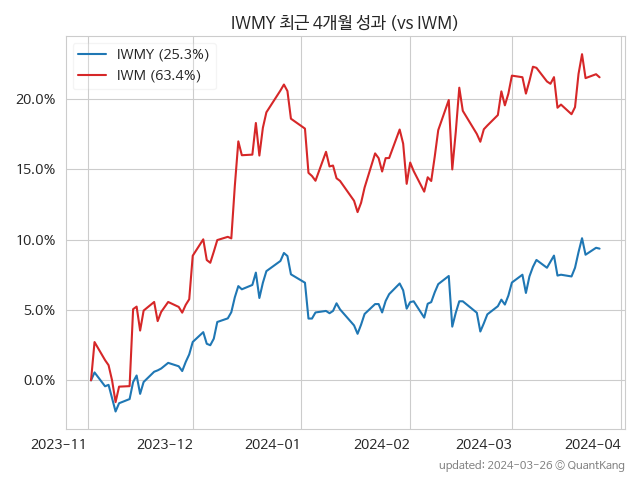 IWMY 최근 4개월 성과 (vs IWM)
IWMY (25.3%)
IWM (63.4%)
20.0%
15.0%
10.0%
5.0%
0.0%
2023-11
2023-12
2024-01
2024-02
2024-03
2024-04
updated: 2024-03-26 © QuantKang